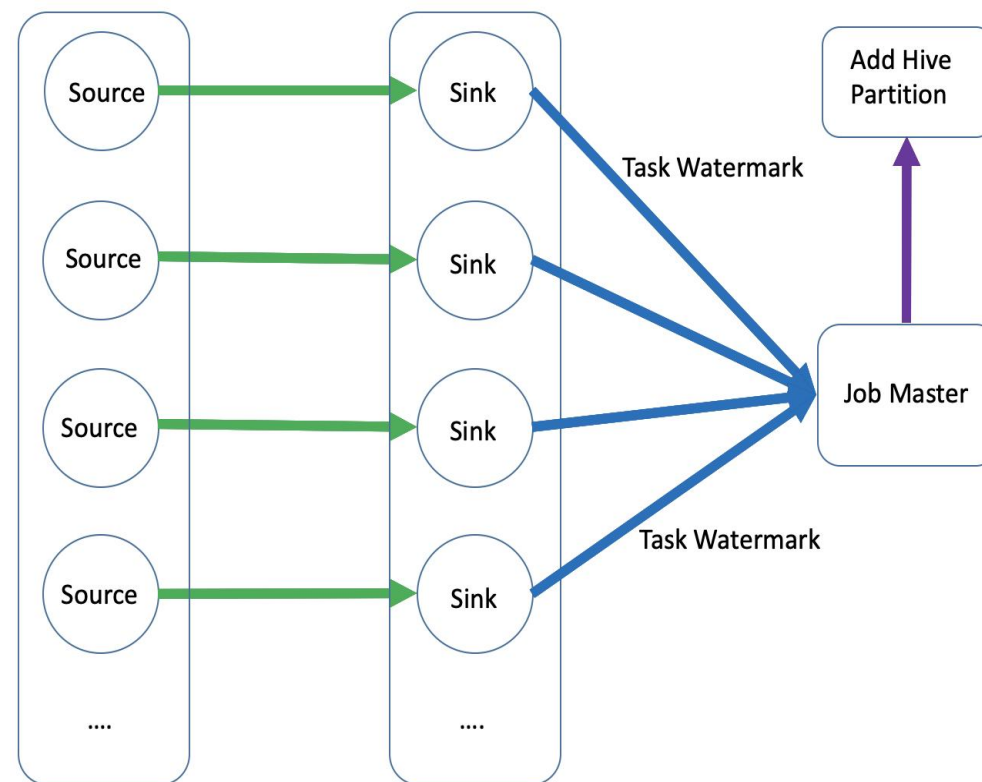 Source
Sink
Add Hive
Partition
Task Watermark
Source
Sink
Job Master
Source
Sink
Task Watermark
Source
Sink
....
....